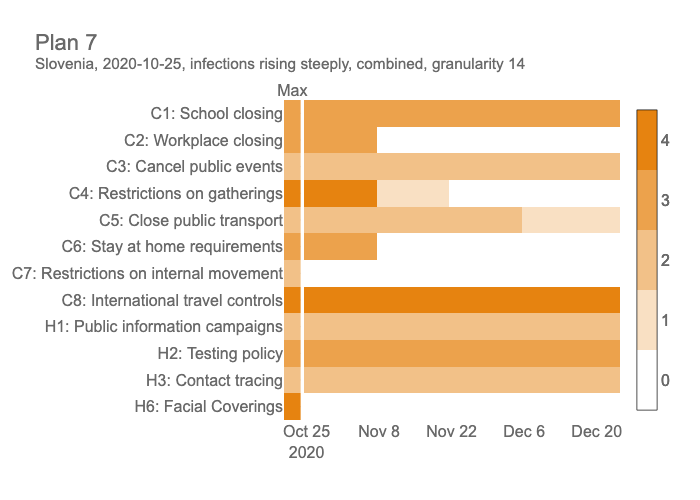 Plan 7
Slovenia, 2020-10-25, infections rising steeply, combined, granularity 14
Max
C1: School closing
C2: Workplace closing
C3: Cancel public events
C4: Restrictions on gatherings
C5: Close public transport
C6: Stay at home requirements
C7: Restrictions on internal movement
C8: International travel controls
H1: Public information campaigns
H2: Testing policy
H3: Contact tracing
H6: Facial Coverings
Oct 25 Nov 8 Nov 22 Dec 6 Dec 20
2020
4
3
2
1
0